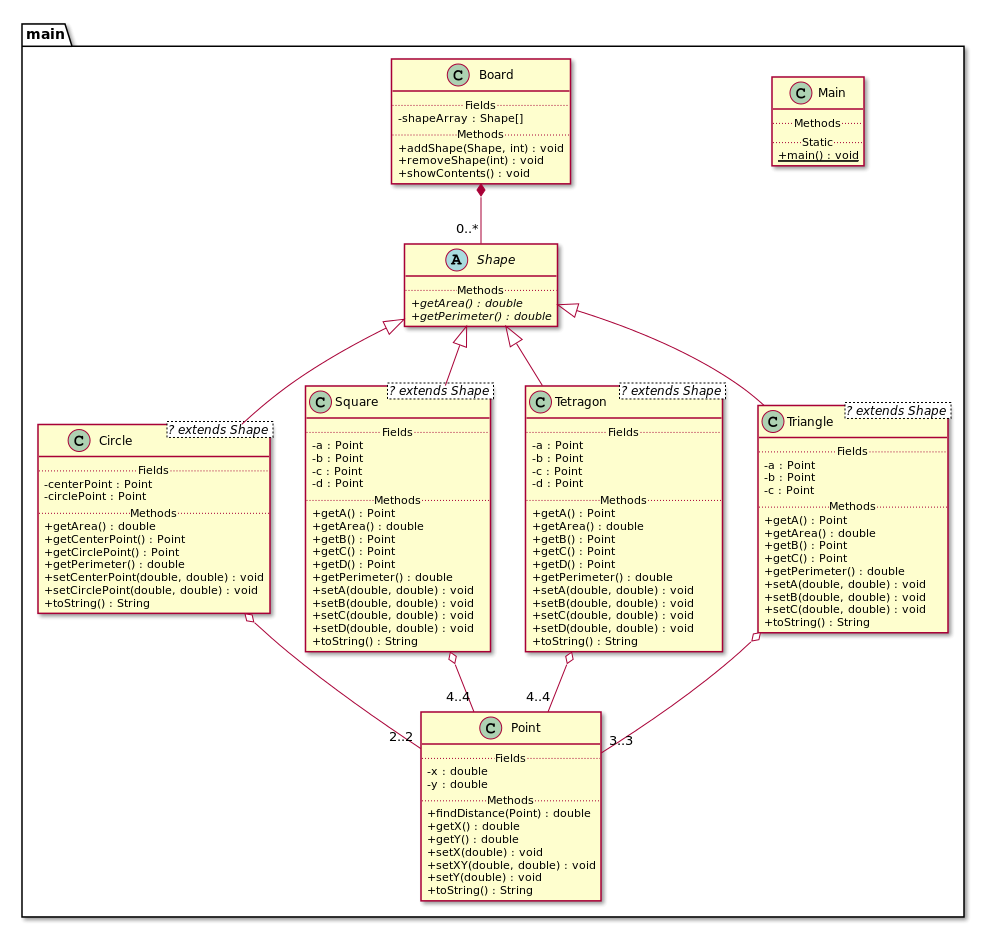 main
C Board
Fields
-shapeArray : Shape[]
Methods
+addShape(Shape, int) : void
+removeShape(int) : void
+showContents() : void
C Main
Methods
Static
+main() : void
0..*
A Shape
Methods
+getArea() : double
+getPerimeter() : double
C Circle
? extends Shape
Fields
-centerPoint : Point
-circlePoint : Point
Methods
+getArea() : double
+getCenterPoint() : Point
+getCirclePoint() : Point
+getPerimeter() : double
+setCenterPoint(double, double) : void
+setCirclePoint(double, double) : void
+toString() : String
C Square
? extends Shape
Fields
-a : Point
-b : Point
-c : Point
-d : Point
Methods
+getA() : Point
+getArea() : double
+getB() : Point
+getC() : Point
+getD() : Point
+getPerimeter() : double
+setA(double, double) : void
+setB(double, double) : void
+setC(double, double) : void
+setD(double, double) : void
+toString() : String
C Tetragon
? extends Shape
Fields
-a : Point
-b : Point
-c : Point
-d : Point
Methods
+getA() : Point
+getArea() : double
+getB() : Point
+getC() : Point
+getD() : Point
+getPerimeter() : double
+setA(double, double) : void
+setB(double, double) : void
+setC(double, double) : void
+setD(double, double) : void
+toString() : String
C Triangle
? extends Shape
Fields
-a : Point
-b : Point
-c : Point
Methods
+getA() : Point
+getArea() : double
+getB() : Point
+getC() : Point
+getPerimeter() : double
+setA(double, double) : void
+setB(double, double) : void
+setC(double, double) : void
+toString() : String
2..2
4..4
4..4
3..3
C Point
Fields
-x : double
-y : double
Methods
+findDistance(Point) : double
+getX() : double
+getY() : double
+setX(double) : void
+setXY(double, double) : void
+setY(double) : void
+toString() : String